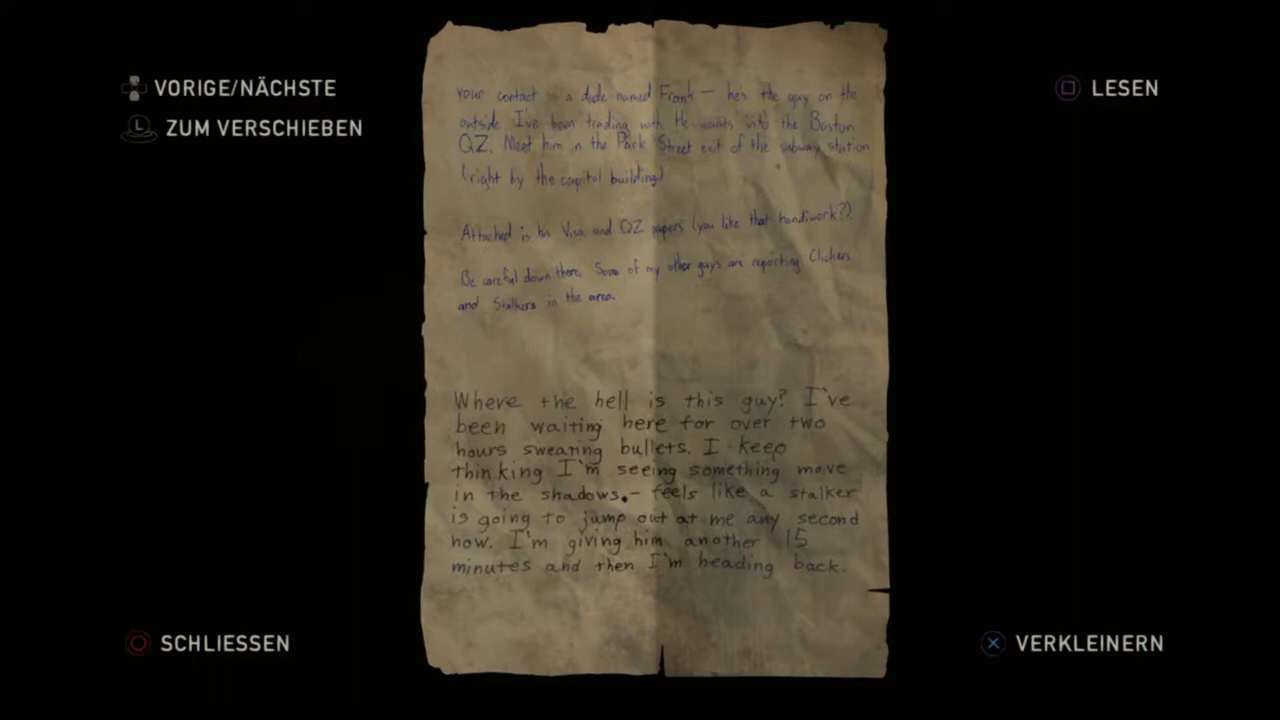 VORIGE/NÄCHSTE
L ZUM VERSCHIEBEN
LESEN
Your contact is a dude named Frank — he's the guy on the
outside I've been trading with He wants into the Boston
QZ. Meet him in the Park Street exit of the subway station
(right by the capitol building)
Attached is his Visa and QZ papers (you like that handiwork?).
Be careful down there. Some of my other guys are reporting Clickers
and Stalkers in the area.
Where the hell is this guy? I've
been waiting here for over two
hours sweating bullets. I keep
thinking I'm seeing something move
in the shadows. - feels like a stalker
is going to jump out at me any second
now. I'm giving him another 15
minutes and then I'm heading back.
SCHLIESSEN
VERKLEINERN